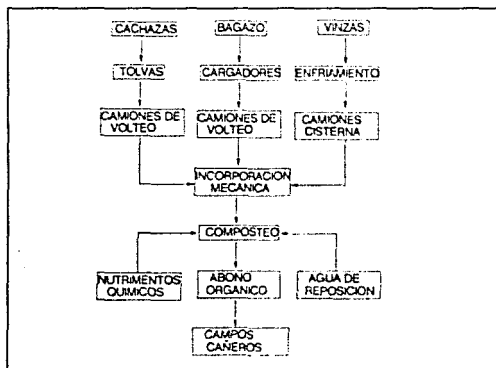 CACHAZAS
BAGAZO
VINZAS
TOLVAS
CARGADORES
ENFRIAMIENTO
CAMIONES DE
VOLTEO
CAMIONES DE
VOLTEO
CAMIONES
CISTERNA
INCORPORACION
MECANICA
COMPOSTEO
NUTRIMENTOS
QUIMICOS
ABONO
ORGANICO
AGUA DE
REPOSICION
CAMPOS
CAÑEROS